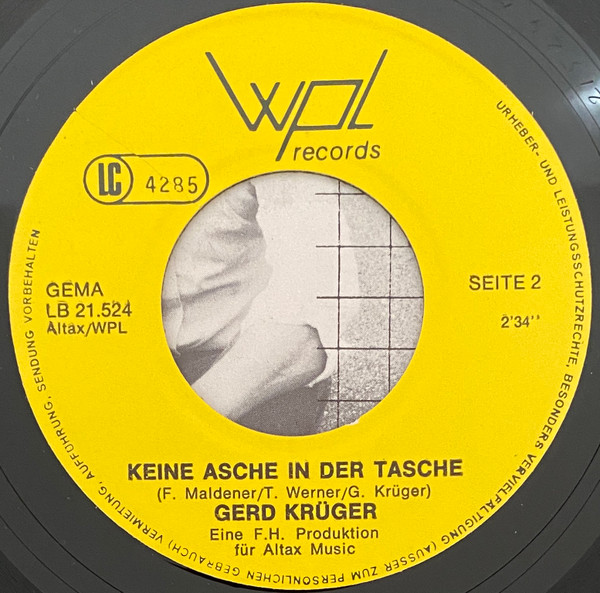 wpl
records
LC 4285
GEMA
LB 21.524
Altax/WPL
SEITE 2
2'34''
KEINE ASCHE IN DER TASCHE
(F. Maldener/T. Werner/G. Krüger)
GERD KRÜGER
Eine F.H. Produktion
für Altax Music
URHEBER- UND LEISTUNGSSCHUTZRECHTE, BESONDERS VERVIELFÄLTIGUNG (AUSSER ZUM PERSÖNLICHEN GEBRAUCH) VERMIETUNG, AUFFÜHRUNG, SENDUNG VORBEHALTEN